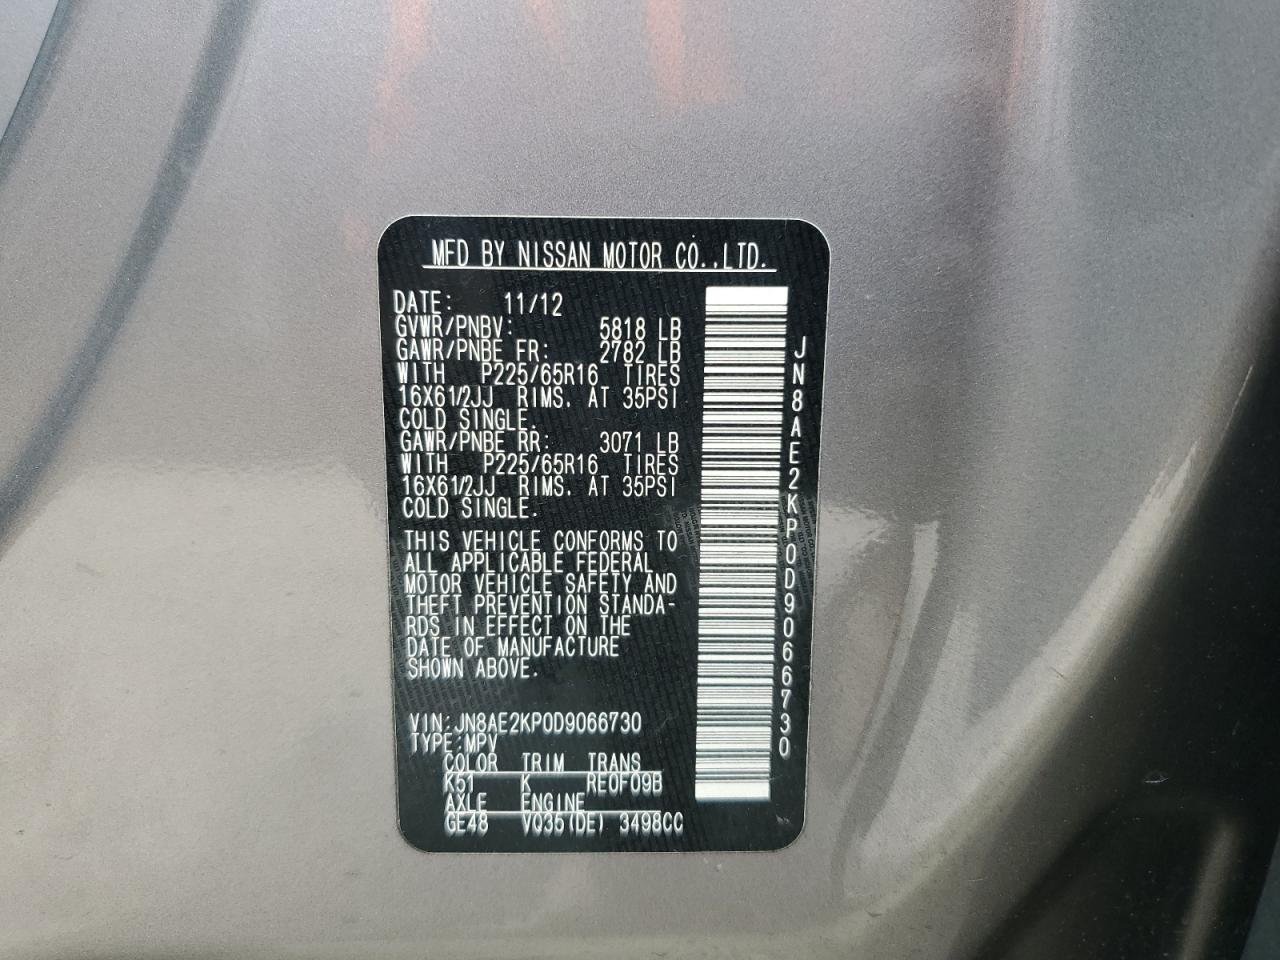 MFD BY NISSAN MOTOR CO.,LTD.
DATE: 11/12
GVWR/PNBV: 5818 LB
GAWR/PNBE FR: 2782 LB
WITH P225/65R16 TIRES
16X61/2JJ RIMS. AT 35PSI
COLD SINGLE.
GAWR/PNBE RR: 3071 LB
WITH P225/65R16 TIRES
16X61/2JJ RIMS. AT 35PSI
COLD SINGLE.
THIS VEHICLE CONFORMS TO
ALL APPLICABLE FEDERAL
MOTOR VEHICLE SAFETY AND
THEFT PREVENTION STANDA-
RDS IN EFFECT ON THE
DATE OF MANUFACTURE
SHOWN ABOVE.
VIN:JN8AE2KP0D9066730
TYPE:MPV
COLOR TRIM TRANS
K51 K RE0F09B
AXLE ENGINE
GE48 VQ35(DE) 3498CC
JN8AE2KP0D9066730